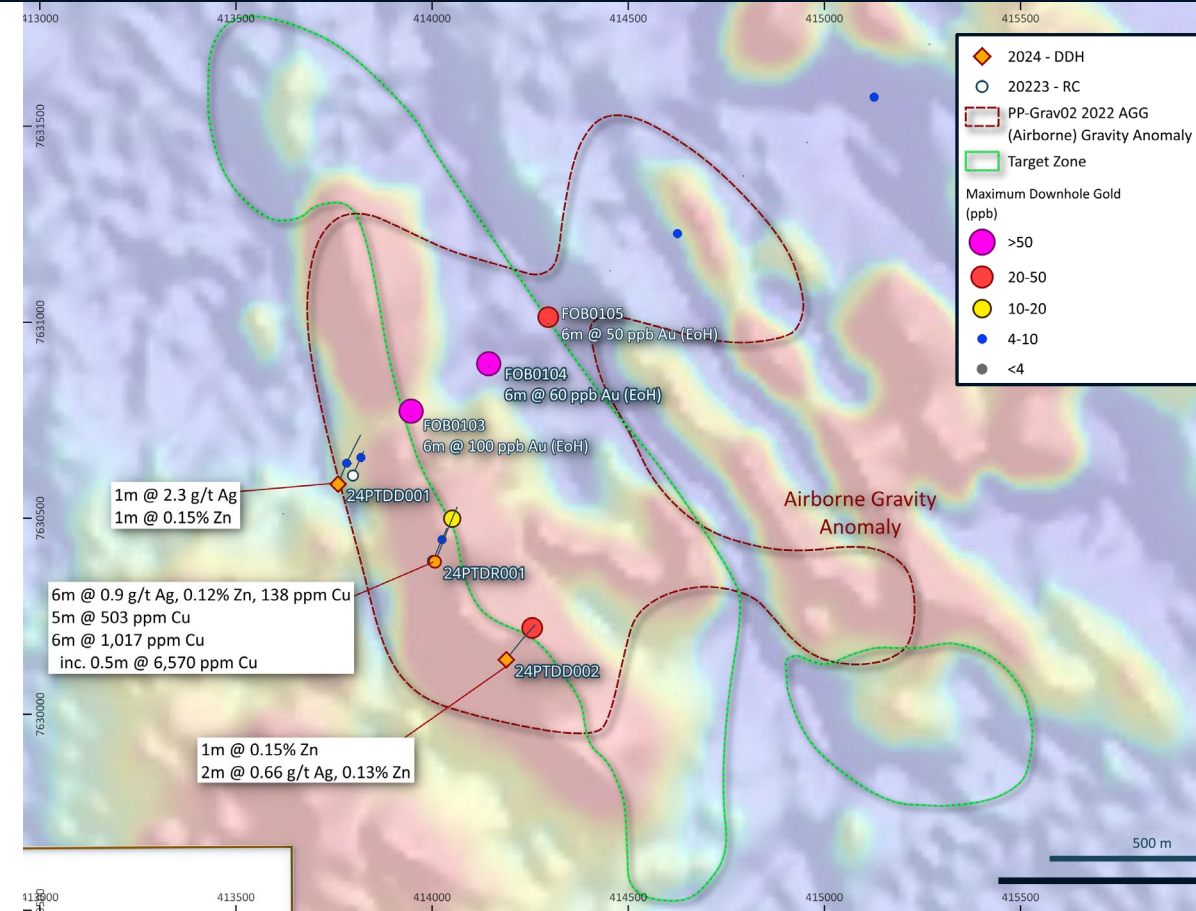 413000
413500
414000
414500
415000
415500
2024 - DDH
20223 - RC
PP-Grav02 2022 AGG
(Airborne) Gravity Anomaly
Target Zone
Maximum Downhole Gold
(ppb)
>50
20-50
10-20
4-10
<4
7631500
7631000
7630500
7630000
FOB0105
6m @ 50 ppb Au (EoH)
FOB0104
6m @ 60 ppb Au (EoH)
FOB0103
6m @ 100 ppb Au (EoH)
24PTDD001
1m @ 2.3 g/t Ag
1m @ 0.15% Zn
Airborne Gravity
Anomaly
24PTDR001
6m @ 0.9 g/t Ag, 0.12% Zn, 138 ppm Cu
5m @ 503 ppm Cu
6m @ 1,017 ppm Cu
inc. 0.5m @ 6,570 ppm Cu
24PTDD002
1m @ 0.15% Zn
2m @ 0.66 g/t Ag, 0.13% Zn
500 m
413000
413500
414000
414500
415000
415500